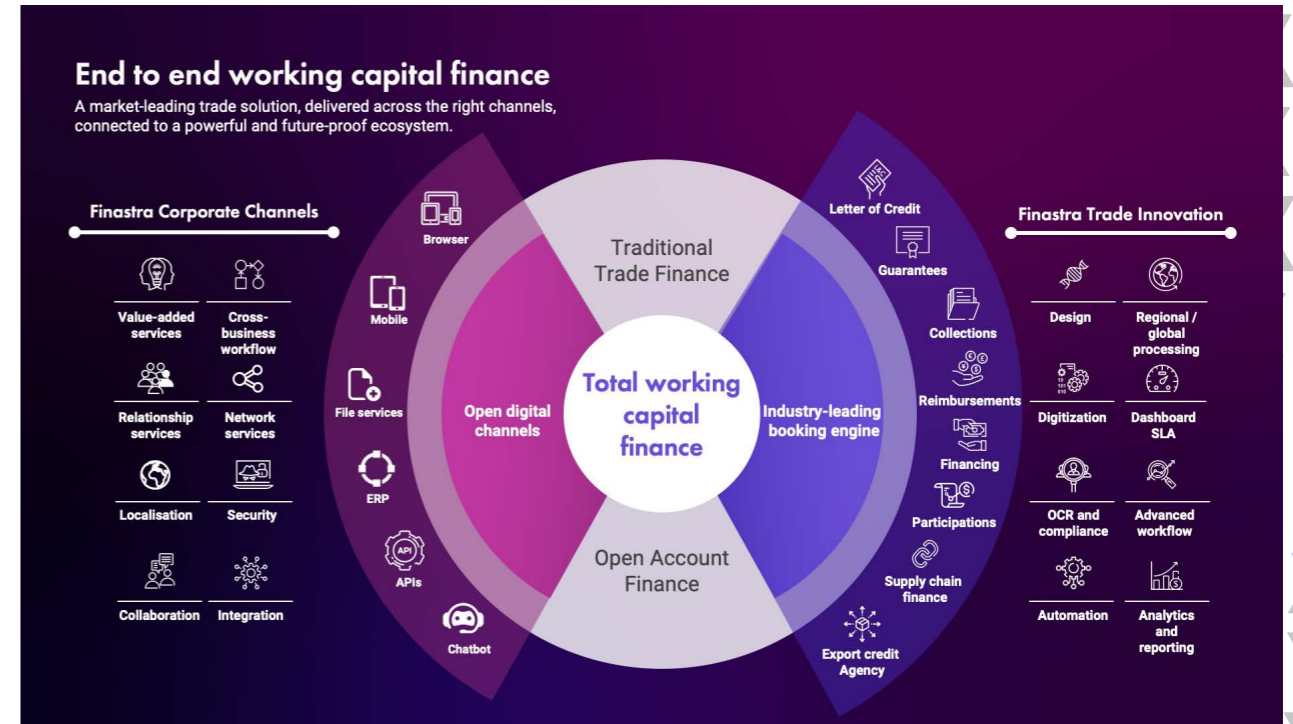 End to end working capital finance
A market-leading trade solution, delivered across the right channels,
connected to a powerful and future-proof ecosystem.
Finastra Corporate Channels
Value-added
services
Cross-
business
workflow
Relationship
services
Network
services
Localisation
Security
Collaboration
Integration
Browser
Mobile
File services
ERP
API
APIs
Chatbot
Open digital
channels
Traditional
Trade Finance
Total working
capital
finance
Open Account
Finance
Industry-leading
booking engine
Letter of Credit
Guarantees
Collections
Reimbursements
Financing
Participations
Supply chain
finance
Export credit
Agency
Finastra Trade Innovation
Design
Regional /
global
processing
Digitization
Dashboard
SLA
OCR and
compliance
Advanced
workflow
Automation
Analytics
and
reporting